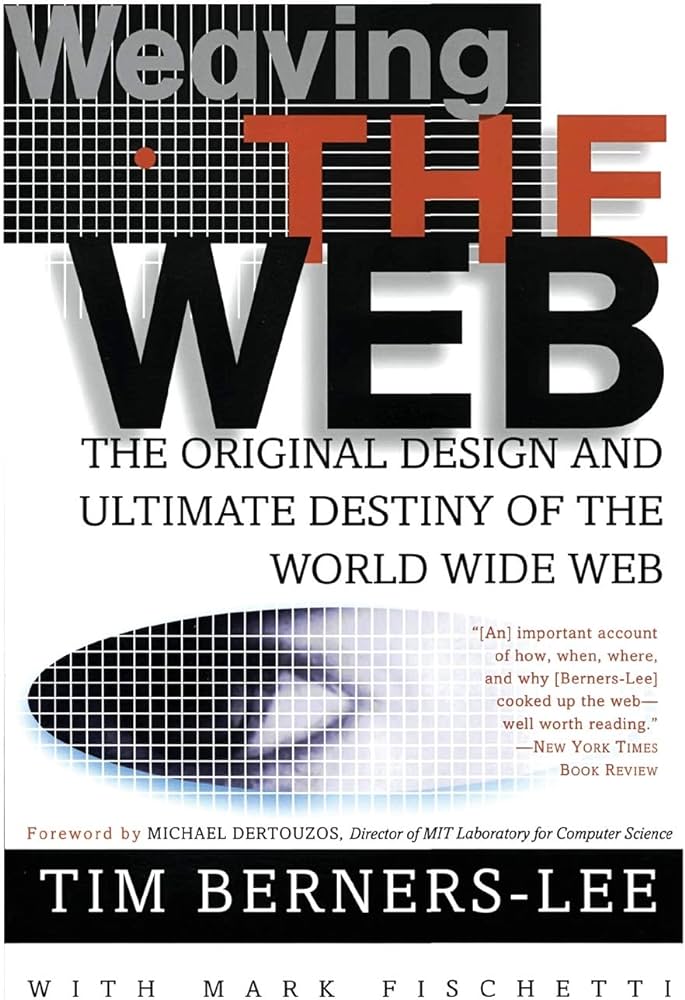 Weaving
THE
WEB
THE ORIGINAL DESIGN AND
ULTIMATE DESTINY OF THE
WORLD WIDE WEB
“[An] important account
of how, when, where,
and why [Berners-Lee]
cooked up the web—
well worth reading.”
—NEW YORK TIMES
BOOK REVIEW
Foreword by MICHAEL DERTOUZOS, Director of MIT Laboratory for Computer Science
TIM BERNERS-LEE
WITH MARK FISCHETTI